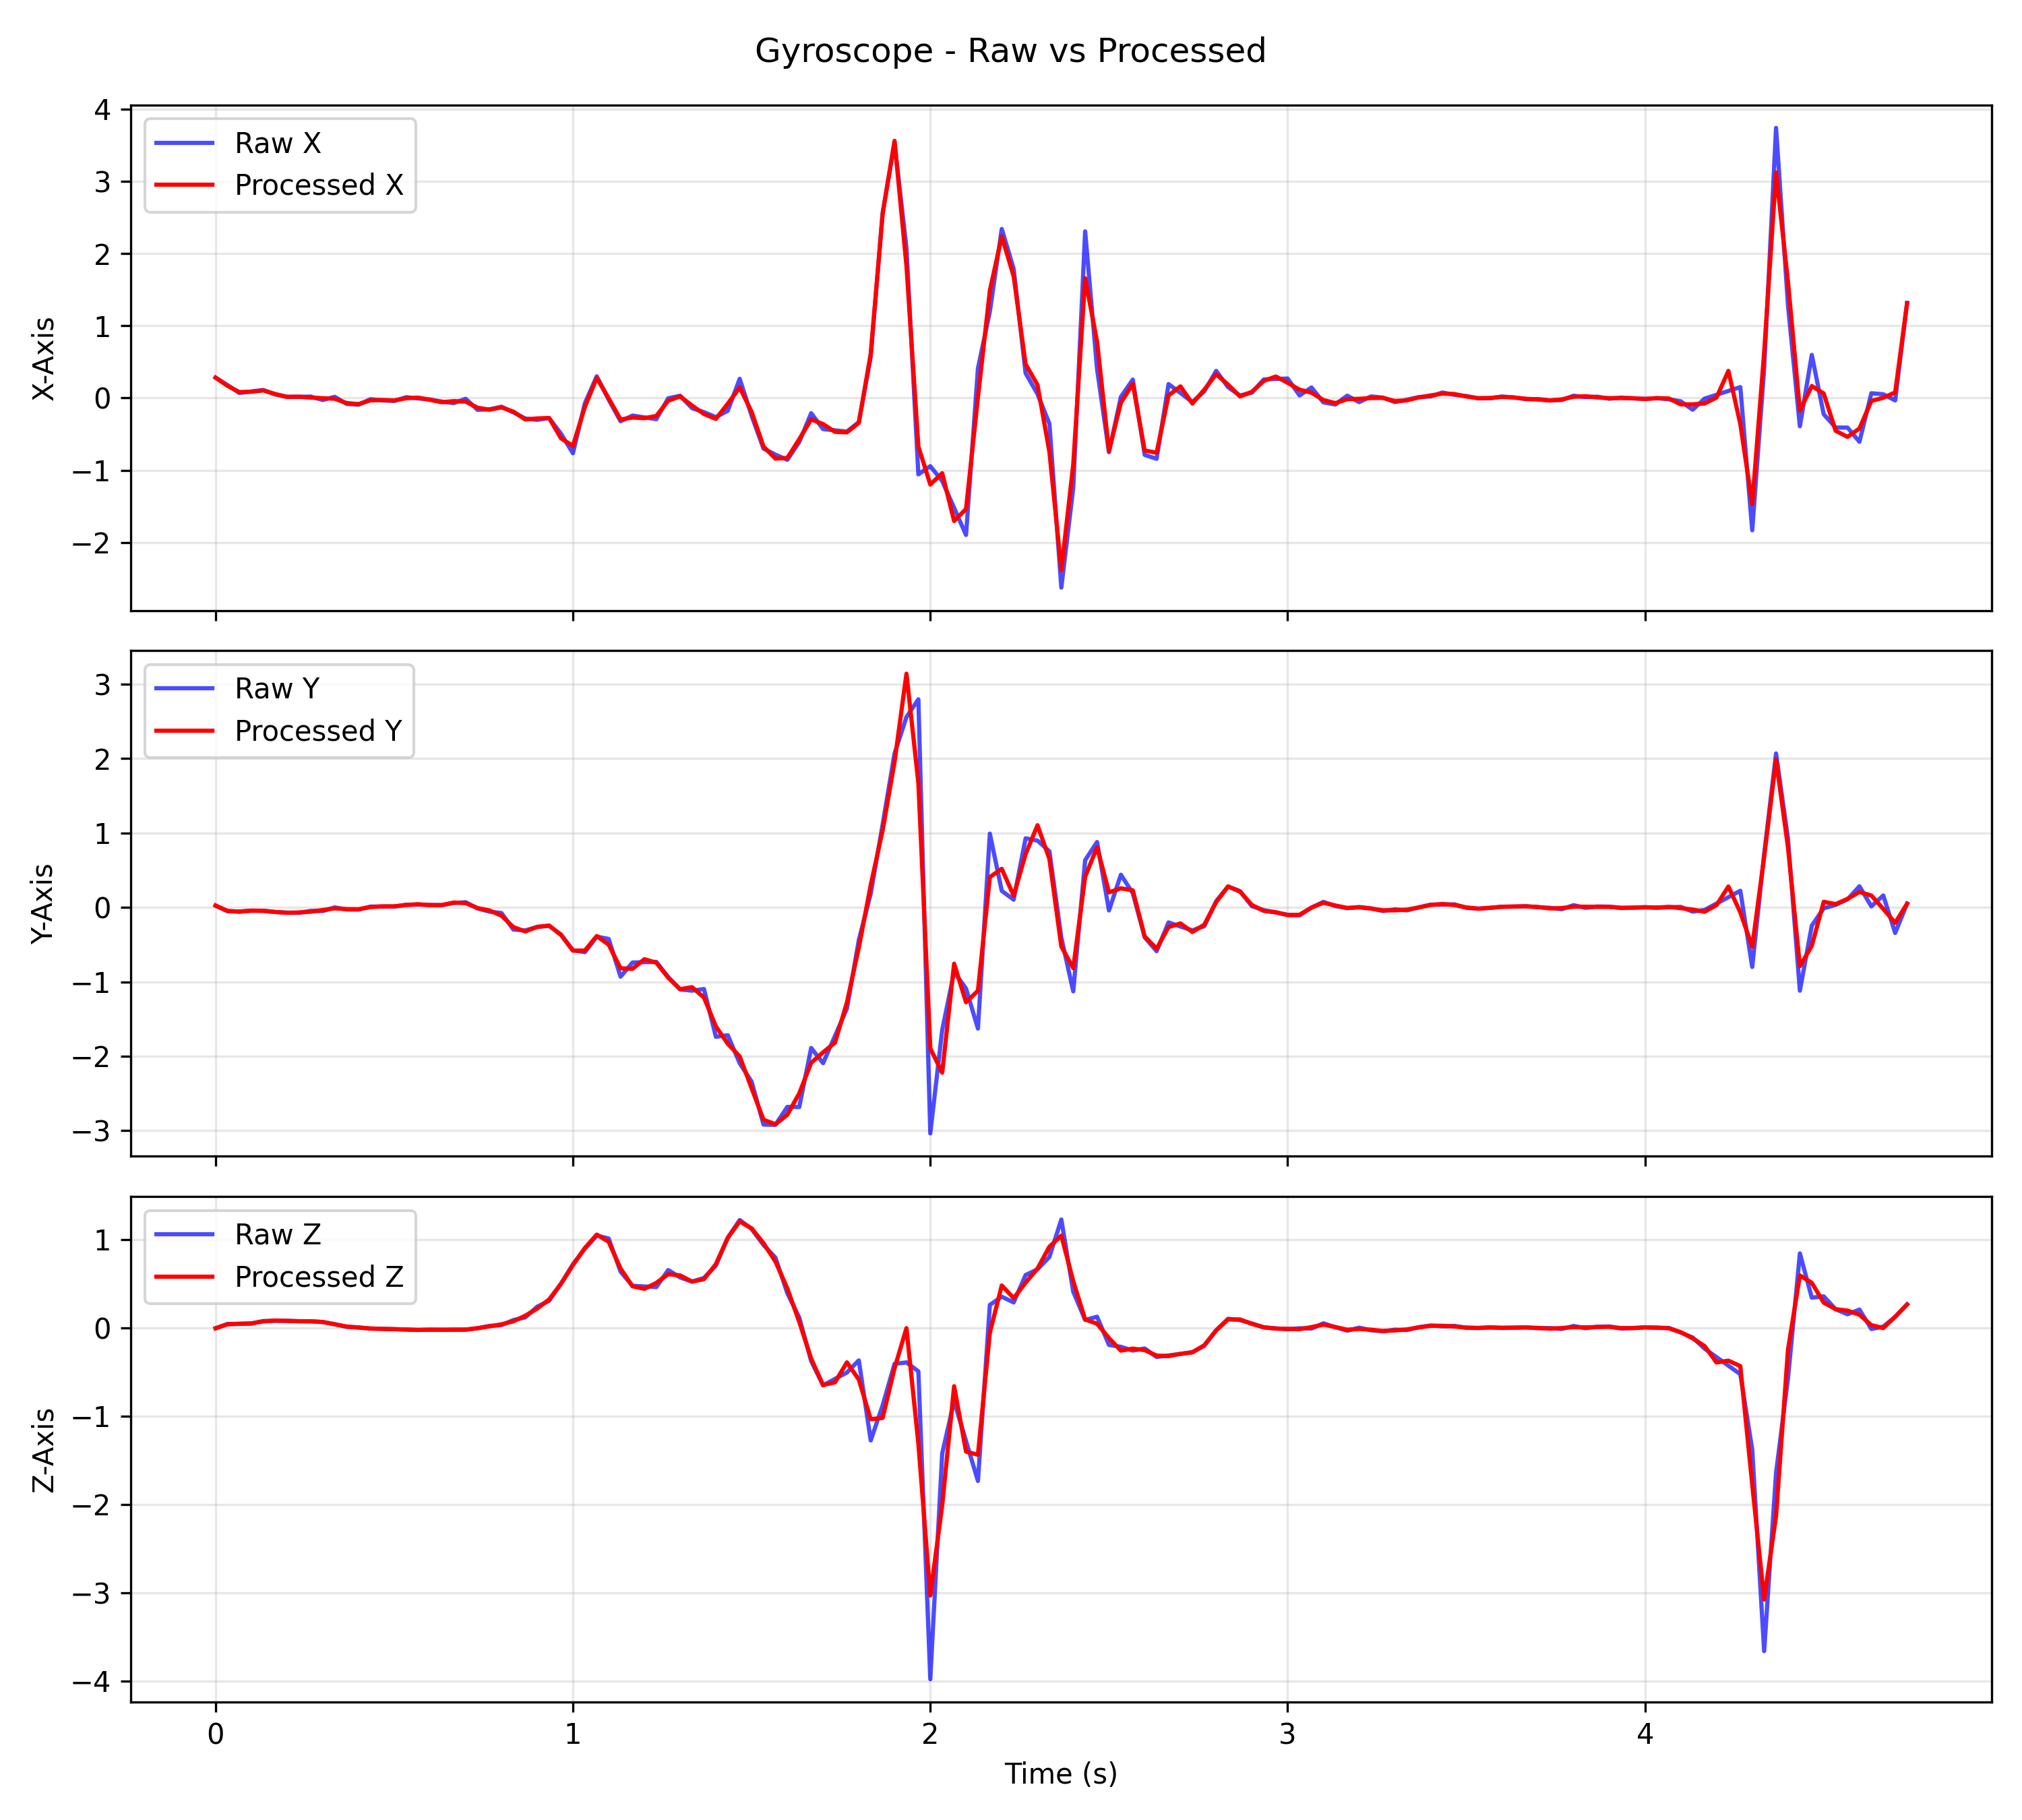 Gyroscope - Raw vs Processed
4
3
2
1
0
−1
−2
X-Axis
Raw X
Processed X
3
2
1
0
−1
−2
−3
Y-Axis
Raw Y
Processed Y
1
0
−1
−2
−3
−4
Z-Axis
Raw Z
Processed Z
0 1 2 3 4
Time (s)